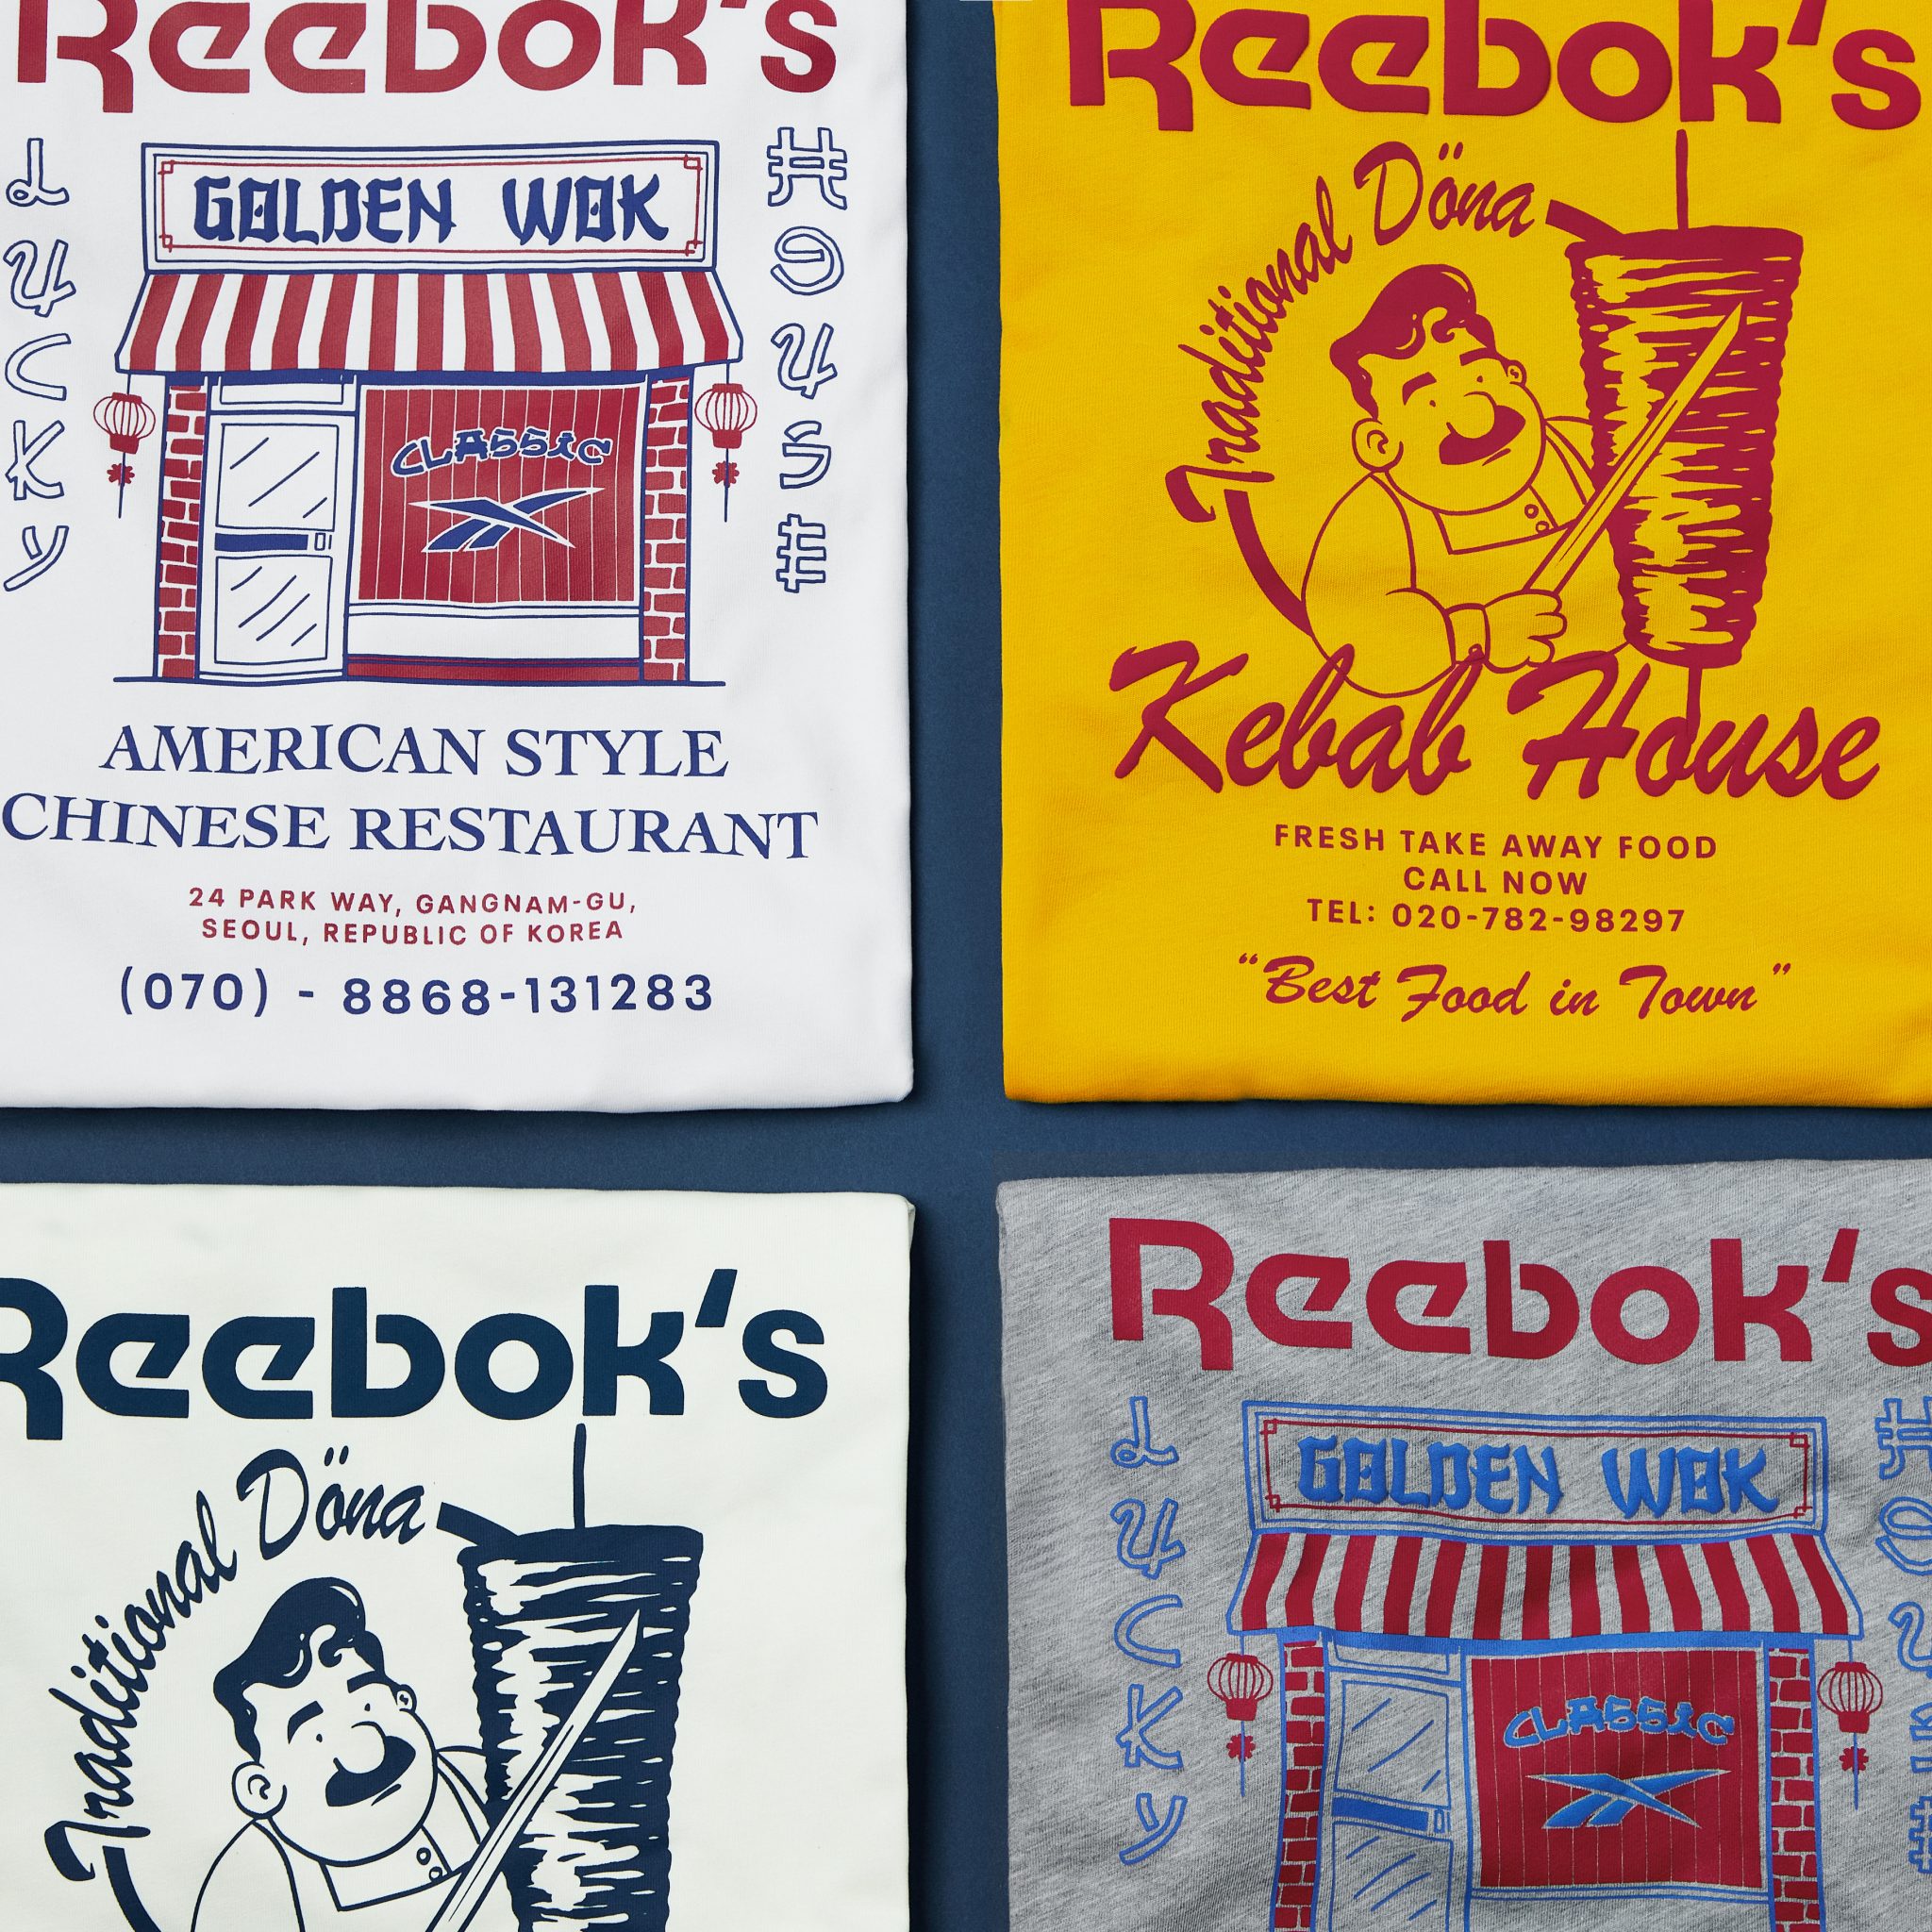 Reebok's
GOLDEN WOK
LUCKY
HOUSE
CLASSIC
AMERICAN STYLE
CHINESE RESTAURANT
24 PARK WAY, GANGNAM-GU,
SEOUL, REPUBLIC OF KOREA
(070) - 8868-131283
Reebok's
Traditional Döna
Kebab House
FRESH TAKE AWAY FOOD
CALL NOW
TEL: 020-782-98297
“Best Food in Town”
Reebok's
Traditional Döna
Reebok's
GOLDEN WOK
LUCKY
CLASSIC